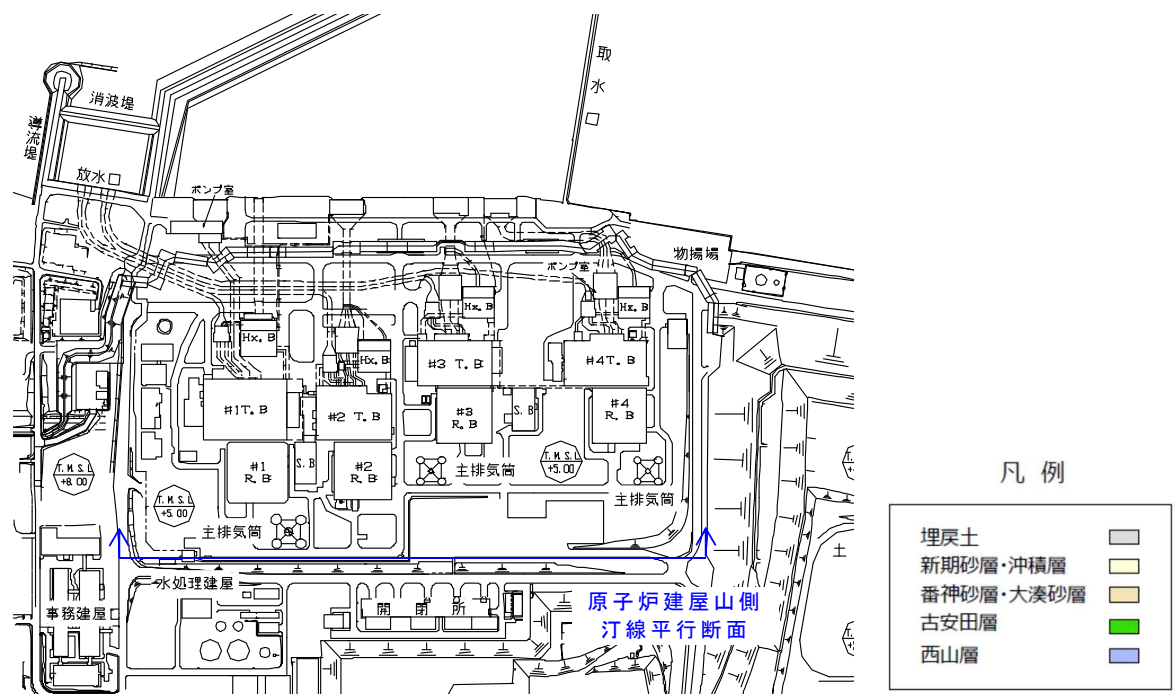 取
水
口
消波堤
導流堤
放水口
ポンプ室
物揚場
ポンプ室
Hx. B
Hx. B
Hx. B
Hx. B
#3 T. B
#4 T. B
#1 T. B
#2 T. B
#3
R. B
S. B
#4
R. B
#1
R. B
S. B
#2
R. B
主排気筒
T. M. S. L
+5.00
主排気筒
T. M. S. L
+8.00
T. M. S. L
+5.00
主排気筒
水処理建屋
事務建屋
開閉所
原子炉建屋山側
汀線平行断面
土
凡 例
埋戻土
新期砂層・沖積層
番神砂層・大湊砂層
古安田層
西山層